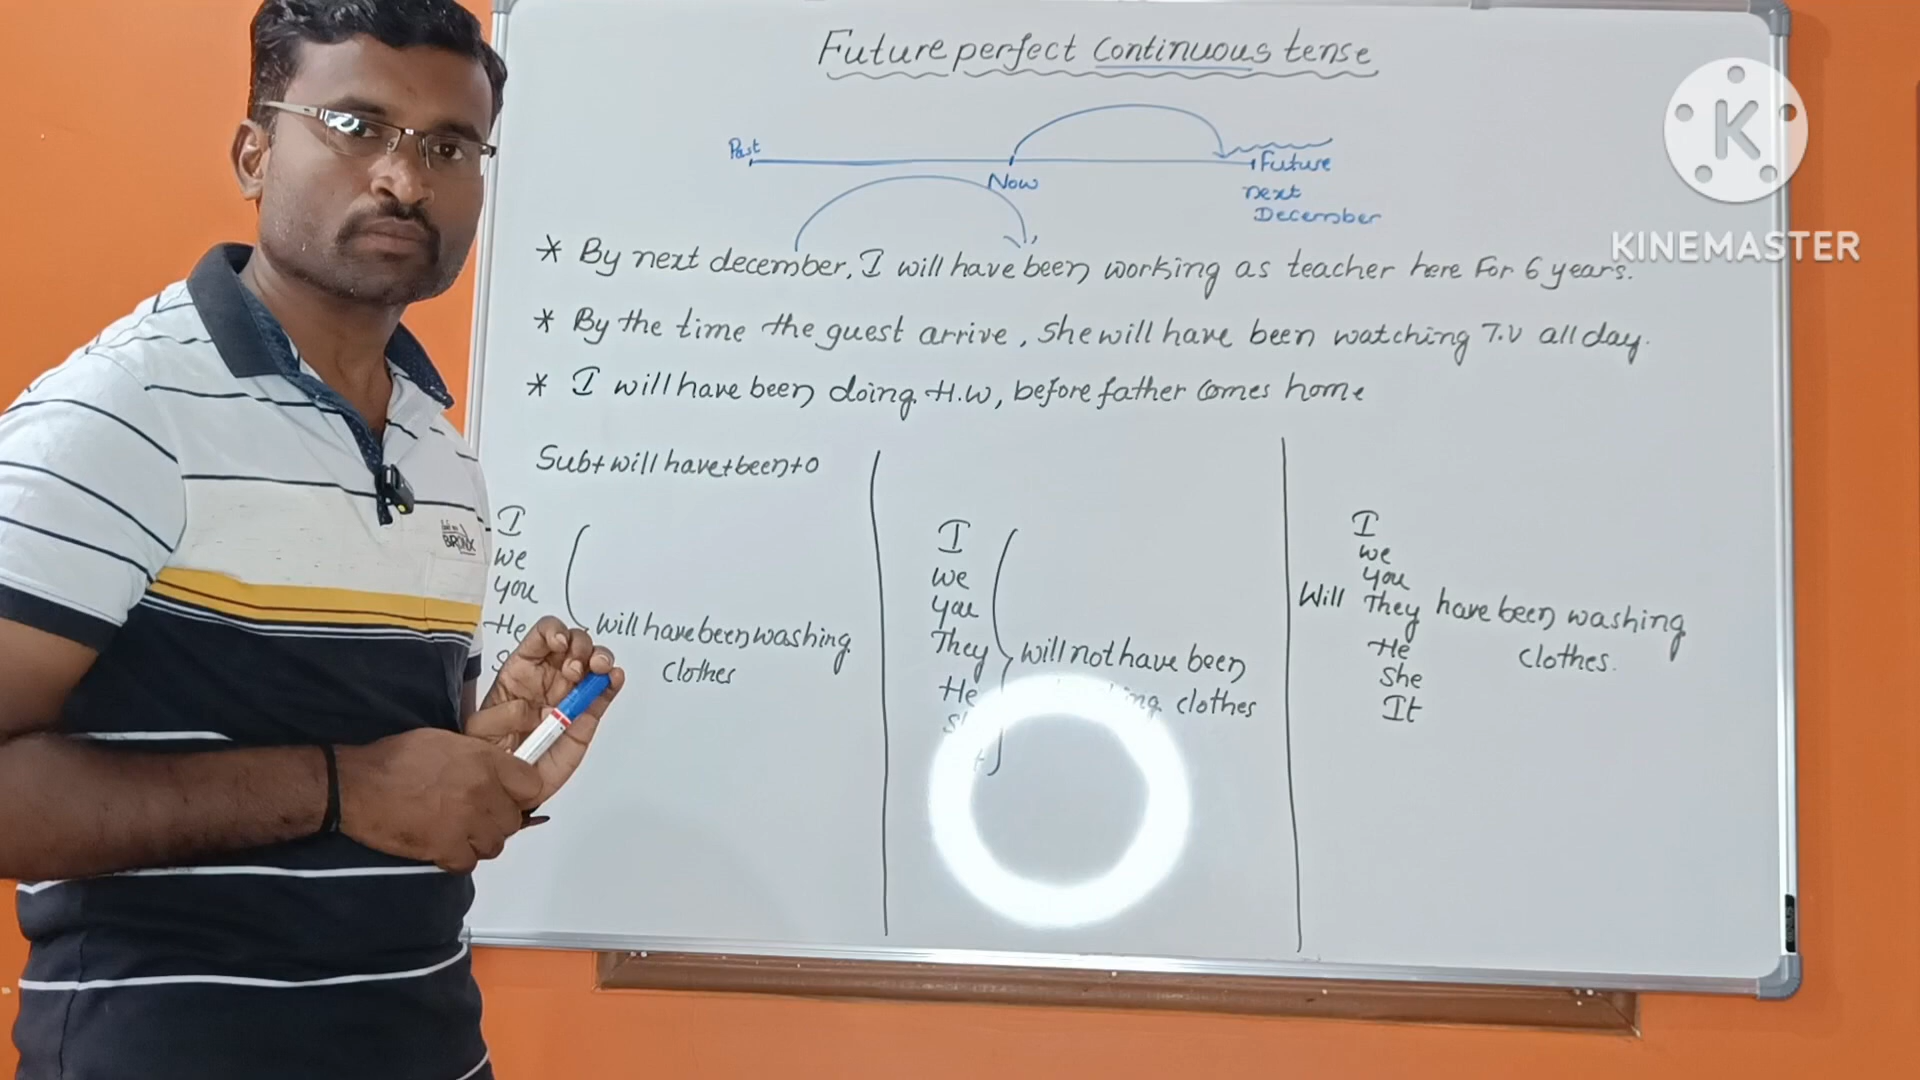 Future perfect continuous tense
Past
Now
Future
next
December
K
KINEMASTER
* By next december, I will have been working as teacher here For 6 years.
* By the time the guest arrive, she will have been watching T.V all day.
* I will have been doing H.W, before father comes home
Sub+will have+been+o
I
we
you
He
will have been washing
clothes
I
we
you
They
He
will not have been
clothes
I
we
you
Will They have been washing
He
clothes.
she
It
BRONX